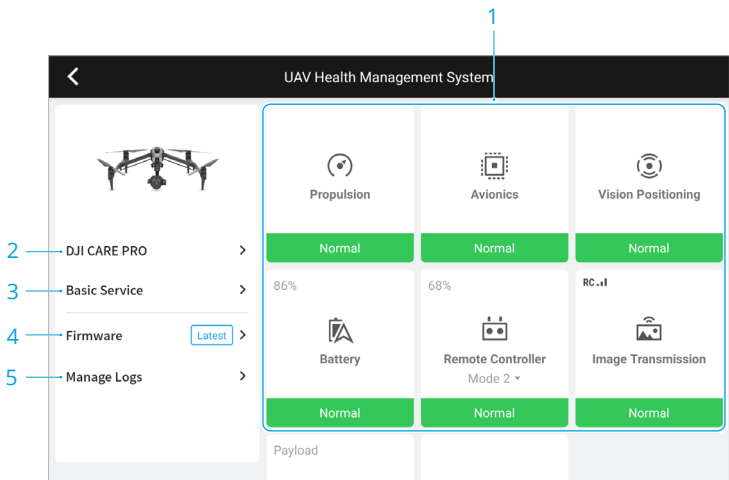 1
UAV Health Management System
Propulsion
Avionics
Vision Positioning
Normal
Normal
Normal
2
DJI CARE PRO
3
Basic Service
4
Firmware
Latest
5
Manage Logs
86%
68%
RC
Battery
Remote Controller
Image Transmission
Mode 2
Normal
Normal
Normal
Payload